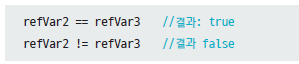 refVar2 == refVar3 //결과: true
refVar2 != refVar3 //결과 false